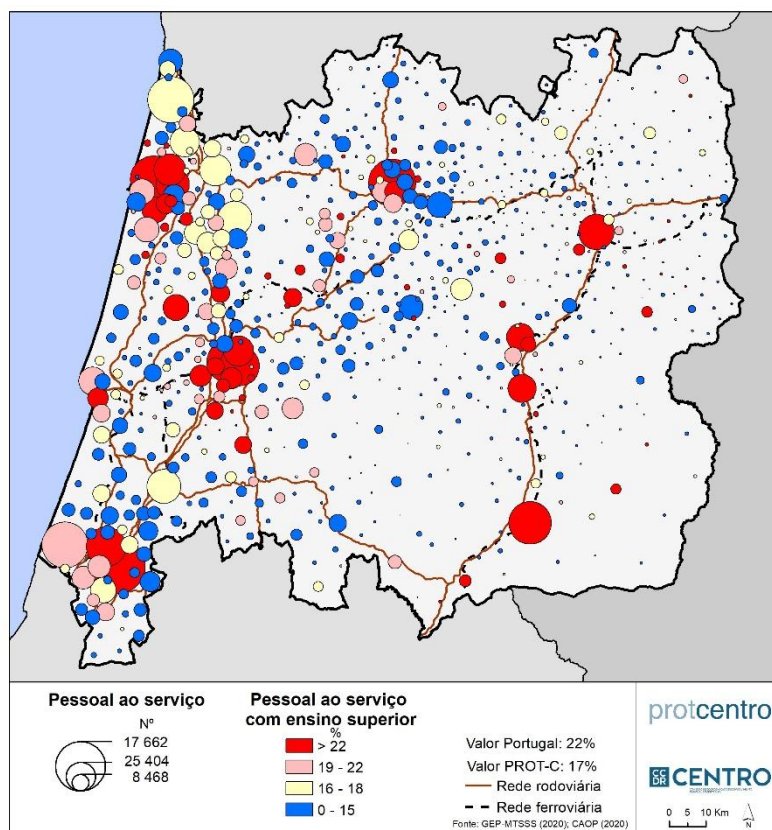 Pessoal ao serviço
Nº
17 662
25 404
8 468
Pessoal ao serviço
com ensino superior
%
> 22
19 - 22
16 - 18
0 - 15
Valor Portugal: 22%
Valor PROT-C: 17%
Rede rodoviária
Rede ferroviária
Fonte: GEP-MTSSS (2020); CAOP (2020)
protcentro
CCDR CENTRO
0 5 10 Km
N